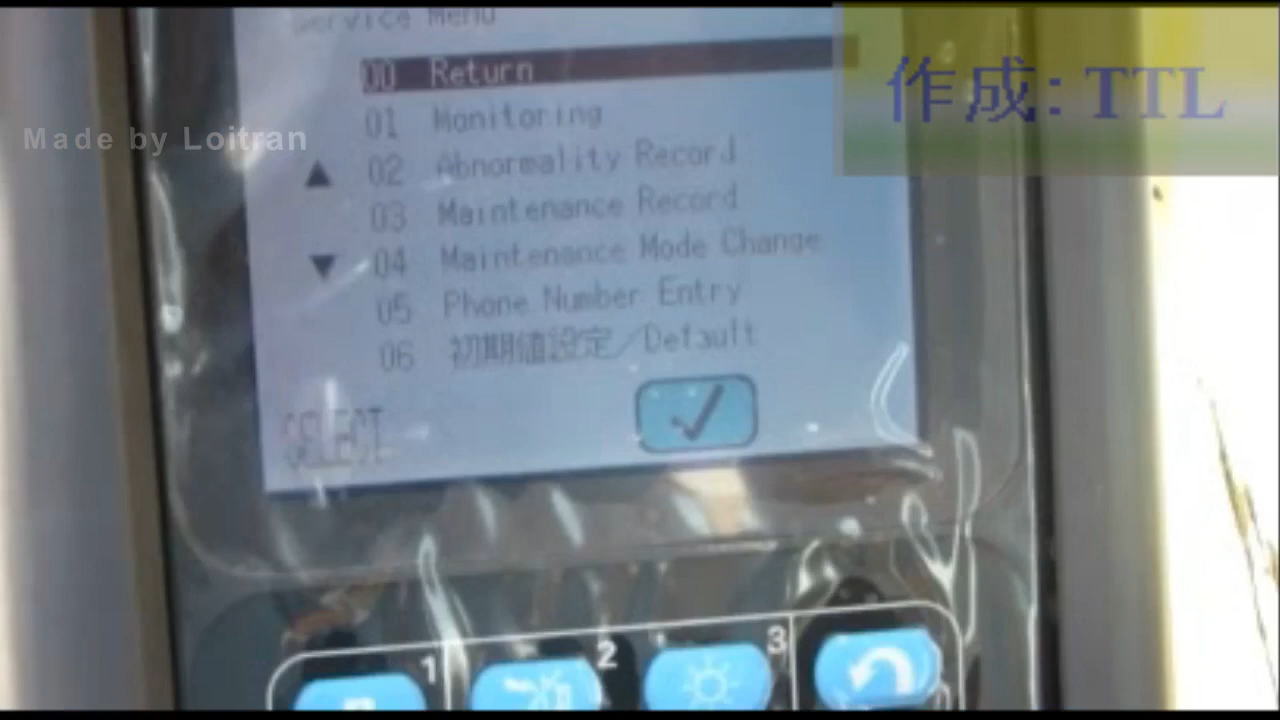 Service Menu
00 Return
01 Monitoring
02 Abnormality Record
03 Maintenance Record
04 Maintenance Mode Change
05 Phone Number Entry
06 初期値設定/Default
SELECT
1 2 3
Made by Loitran
作成: TTL